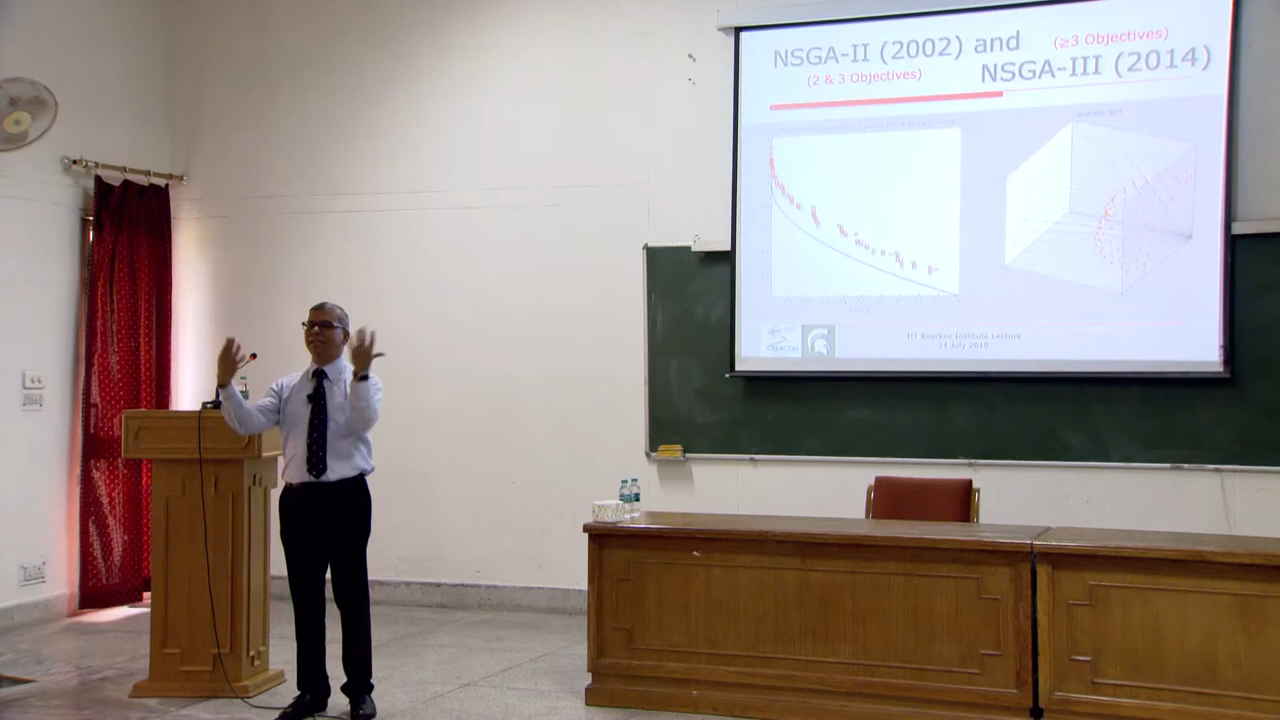 NSGA-II (2002) and
(≥3 Objectives)
(2 & 3 Objectives)
NSGA-III (2014)
BEACON
IIT Roorkee Institute Lecture
24 July 2019